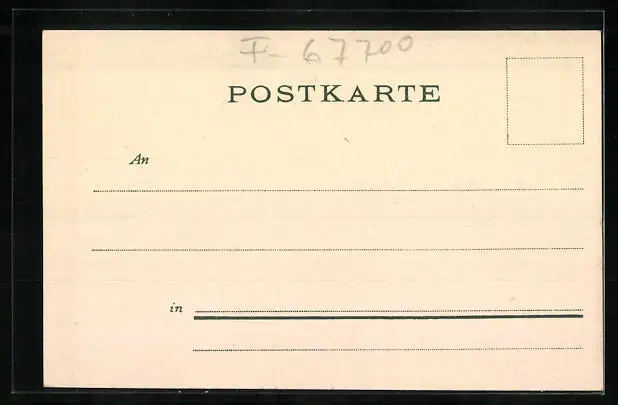 F-67700
POSTKARTE
An
in